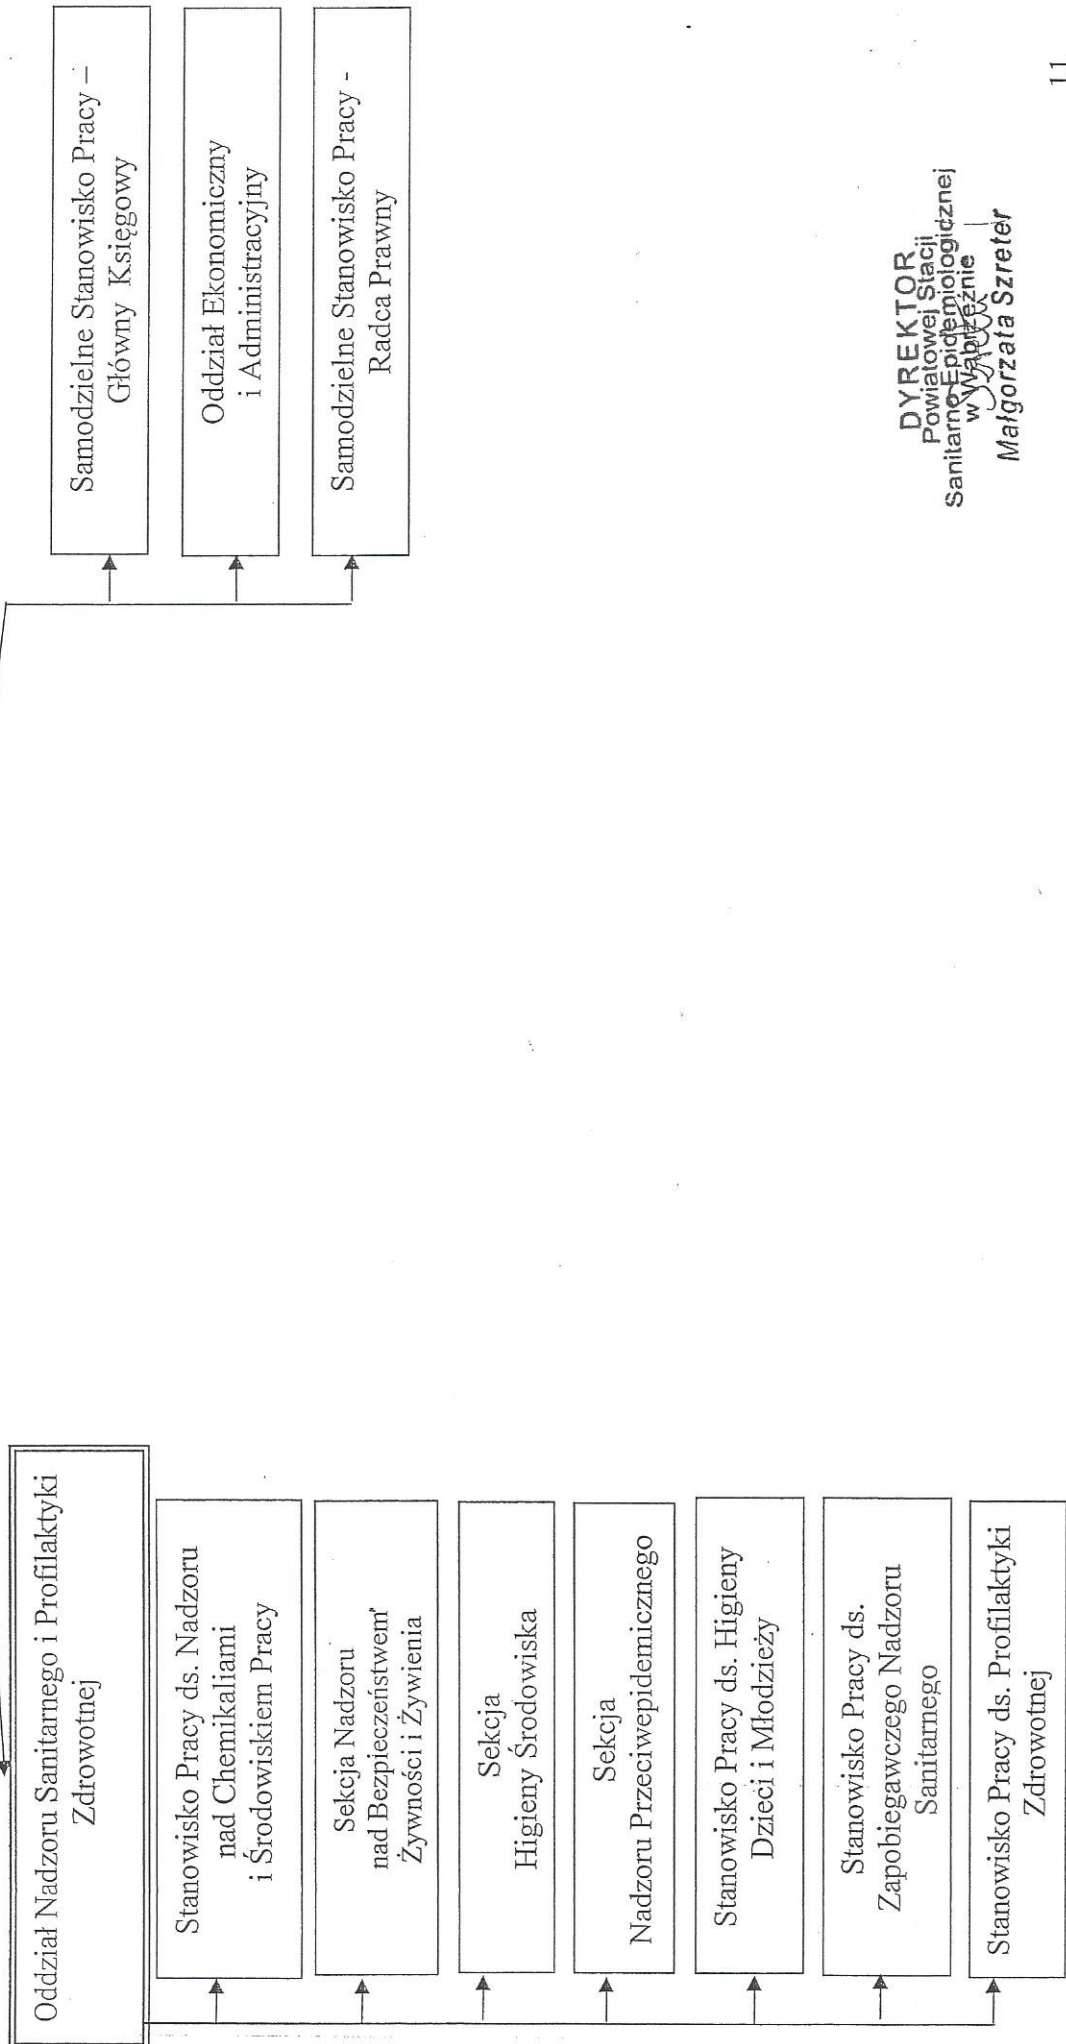 Oddział Nadzoru Sanitarnego i Profilaktyki
Zdrowotnej
Stanowisko Pracy ds. Nadzoru
nad Chemikaliami
i Środowiskiem Pracy
Sekcja Nadzoru
nad Bezpieczeństwem
Żywności i Żywienia
Sekcja
Higieny Środowiska
Sekcja
Nadzoru Przeciwepidemicznego
Stanowisko Pracy ds. Higieny
Dzieci i Młodzieży
Stanowisko Pracy ds.
Zapobiegawczego Nadzoru
Sanitarnego
Stanowisko Pracy ds. Profilaktyki
Zdrowotnej
Samodzielne Stanowisko Pracy –
Główny Księgowy
Oddział Ekonomiczny
i Administracyjny
Samodzielne Stanowisko Pracy -
Radca Prawny
DYREKTOR
Powiatowej Stacji
Sanitarno-Epidemiologicznej
w Wąbrzeźnie
Małgorzata Szreter
11